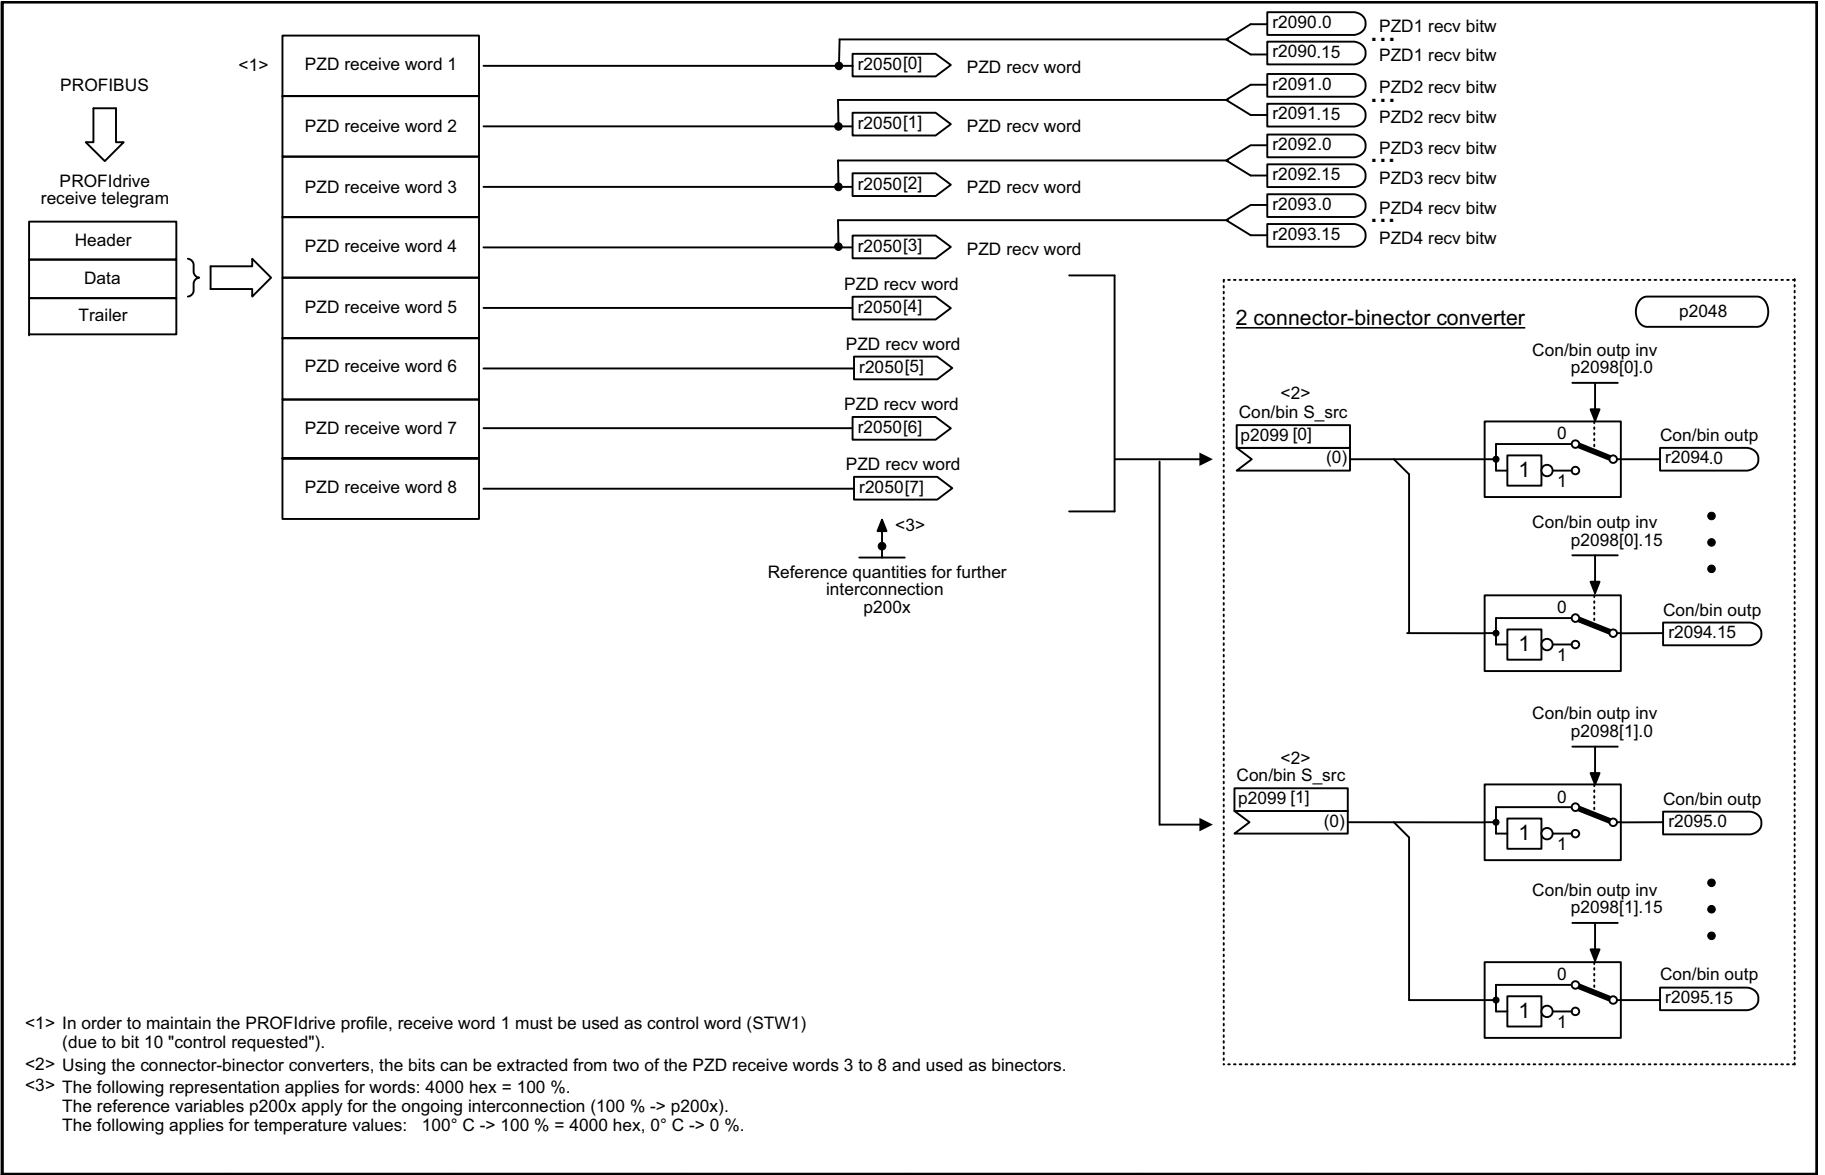 PROFIBUS
PROFIdrive
receive telegram
Header
Data
Trailer
<1>
PZD receive word 1
PZD receive word 2
PZD receive word 3
PZD receive word 4
PZD receive word 5
PZD receive word 6
PZD receive word 7
PZD receive word 8
r2050[0] PZD recv word
r2050[1] PZD recv word
r2050[2] PZD recv word
r2050[3] PZD recv word
PZD recv word
r2050[4]
PZD recv word
r2050[5]
PZD recv word
r2050[6]
PZD recv word
r2050[7]
<3>
Reference quantities for further
interconnection
p200x
r2090.0 PZD1 recv bitw
...
r2090.15 PZD1 recv bitw
r2091.0 PZD2 recv bitw
...
r2091.15 PZD2 recv bitw
r2092.0 PZD3 recv bitw
...
r2092.15 PZD3 recv bitw
r2093.0 PZD4 recv bitw
...
r2093.15 PZD4 recv bitw
2 connector-binector converter
p2048
<2>
Con/bin S_src
p2099 [0]
(0)
Con/bin outp inv
p2098[0].0
0
1
1
Con/bin outp
r2094.0
Con/bin outp inv
p2098[0].15
0
1
1
Con/bin outp
r2094.15
<2>
Con/bin S_src
p2099 [1]
(0)
Con/bin outp inv
p2098[1].0
0
1
1
Con/bin outp
r2095.0
Con/bin outp inv
p2098[1].15
0
1
1
Con/bin outp
r2095.15
<1> In order to maintain the PROFIdrive profile, receive word 1 must be used as control word (STW1)
(due to bit 10 "control requested").
<2> Using the connector-binector converters, the bits can be extracted from two of the PZD receive words 3 to 8 and used as binectors.
<3> The following representation applies for words: 4000 hex = 100 %.
The reference variables p200x apply for the ongoing interconnection (100 % -> p200x).
The following applies for temperature values: 100° C -> 100 % = 4000 hex, 0° C -> 0 %.